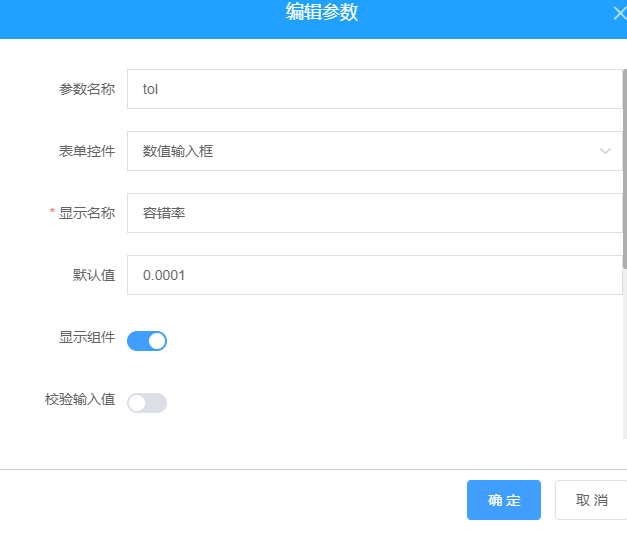 编辑参数
参数名称 tol
表单控件 数值输入框
* 显示名称 容错率
默认值 0.0001
显示组件
校验输入值
确 定 取 消